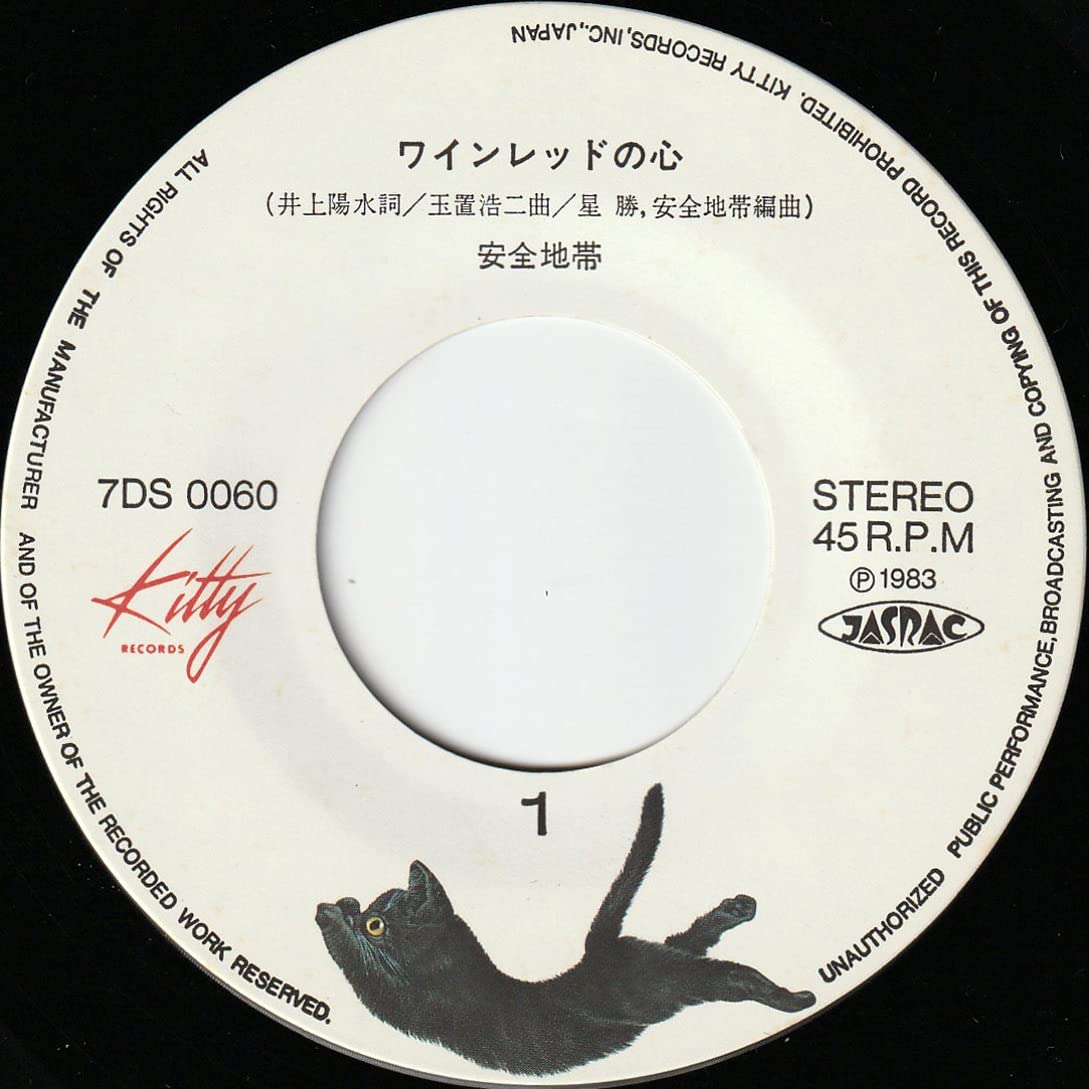 ワインレッドの心
(井上陽水詞／玉置浩二曲／星 勝,安全地帯編曲)
安全地帯
7DS 0060
Kitty
RECORDS
STEREO
45 R.P.M
Ⓟ1983
JASRAC
1
ALL RIGHTS OF THE MANUFACTURER AND OF THE OWNER OF THE RECORDED WORK RESERVED.
UNAUTHORIZED PUBLIC PERFORMANCE, BROADCASTING AND COPYING OF THIS RECORD PROHIBITED. KITTY RECORDS, INC., JAPAN